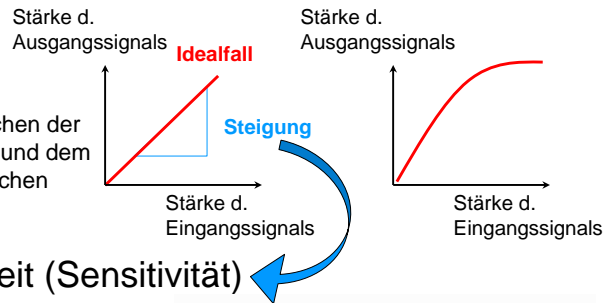 Stärke d.
Ausgangssignals
Idealfall
Steigung
Stärke d.
Eingangssignals
Stärke d.
Ausgangssignals
Stärke d.
Eingangssignals
chen der
und dem
chen
eit (Sensitivität)